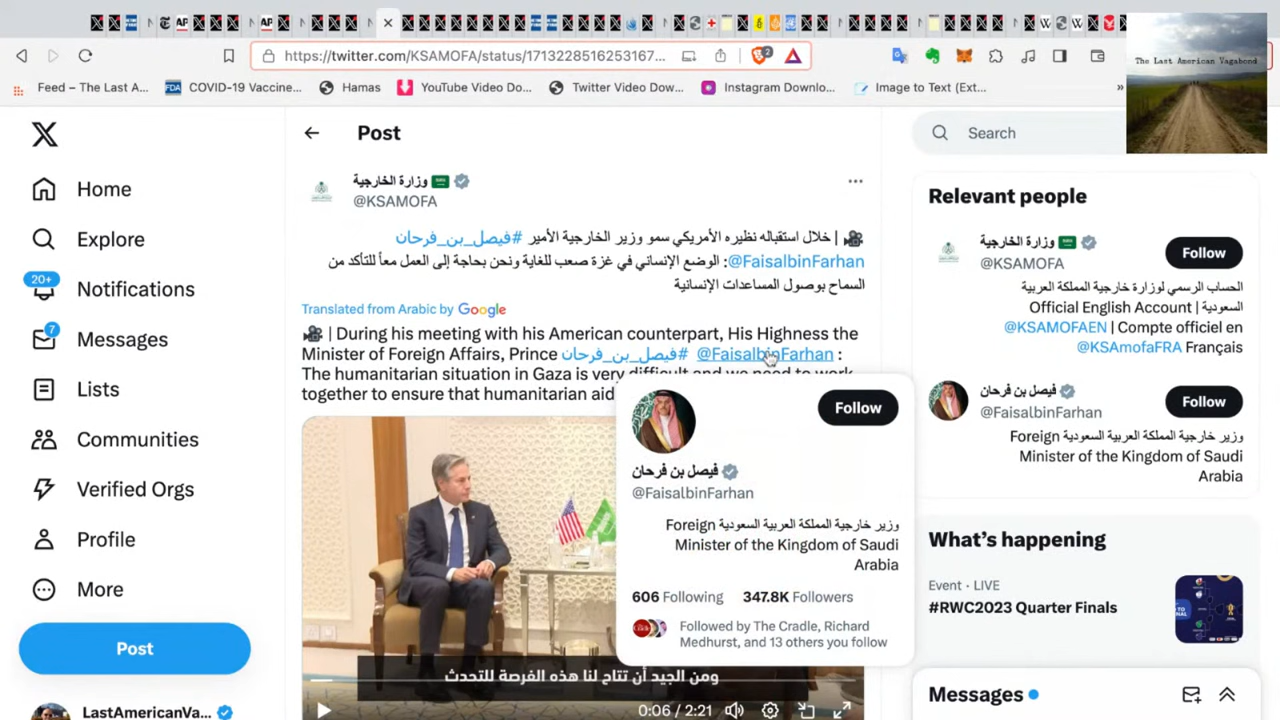 https://twitter.com/KSAMOFA/status/1713228516253167...
2
Feed – The Last A...
FDA COVID-19 Vaccine...
Hamas
YouTube Video Do...
Twitter Video Dow...
Instagram Downlo...
Image to Text (Ext...
»
The Last American Vagabond
Home
Explore
20+
Notifications
7
Messages
Lists
Communities
Verified Orgs
Profile
More
Post
LastAmericanVa...
Post
وزارة الخارجية
@KSAMOFA
| خلال استقباله نظيره الأمريكي سمو وزير الخارجية الأمير #فيصل_بن_فرحان
@FaisalbinFarhan: الوضع الإنساني في غزة صعب للغاية ونحن بحاجة إلى العمل معاً للتأكد من
السماح بوصول المساعدات الإنسانية
Translated from Arabic by Google
| During his meeting with his American counterpart, His Highness the
Minister of Foreign Affairs, Prince #فيصل_بن_فرحان @FaisalbinFarhan :
The humanitarian situation in Gaza is very difficult and we need to work
together to ensure that humanitarian aid
Follow
فيصل بن فرحان
@FaisalbinFarhan
وزير خارجية المملكة العربية السعودية Foreign
Minister of the Kingdom of Saudi
Arabia
606 Following 347.8K Followers
Followed by The Cradle, Richard
Medhurst, and 13 others you follow
ومن الجيد أن تتاح لنا هذه الفرصة للتحدث
0:06 / 2:21
Search
Relevant people
وزارة الخارجية
@KSAMOFA
Follow
الحساب الرسمي لوزارة خارجية المملكة العربية
السعودية | Official English Account
@KSAMOFAEN | Compte officiel en
Français @KSAmofaFRA
فيصل بن فرحان
@FaisalbinFarhan
Follow
وزير خارجية المملكة العربية السعودية Foreign
Minister of the Kingdom of Saudi
Arabia
What's happening
Event · LIVE
#RWC2023 Quarter Finals
Messages